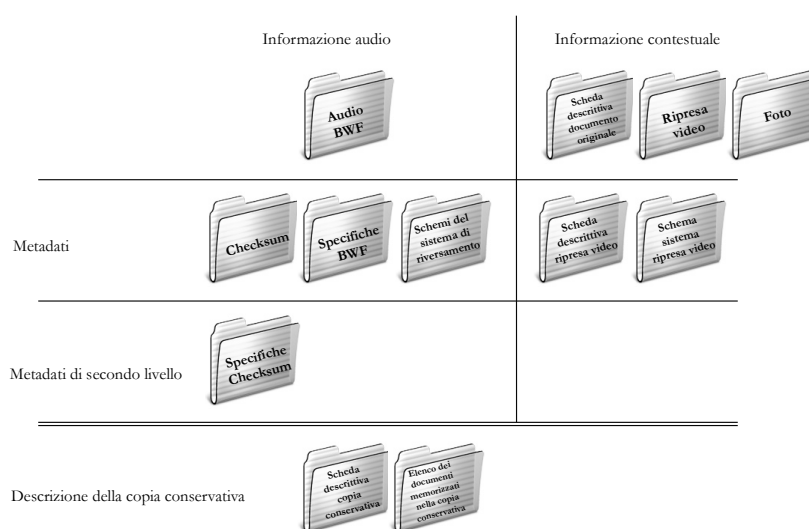 Informazione audio
Informazione contestuale
Audio
BWF
Scheda
descrittiva
documento
originale
Ripresa
video
Foto
Metadati
Checksum
Specifiche
BWF
Schemi del
sistema di
riversamento
Scheda
descrittiva
ripresa video
Schema
sistema
ripresa video
Metadati di secondo livello
Specifiche
Checksum
Descrizione della copia conservativa
Scheda
descrittiva
copia
conservativa
Elenco dei
documenti
memorizzati
nella copia
conservativa